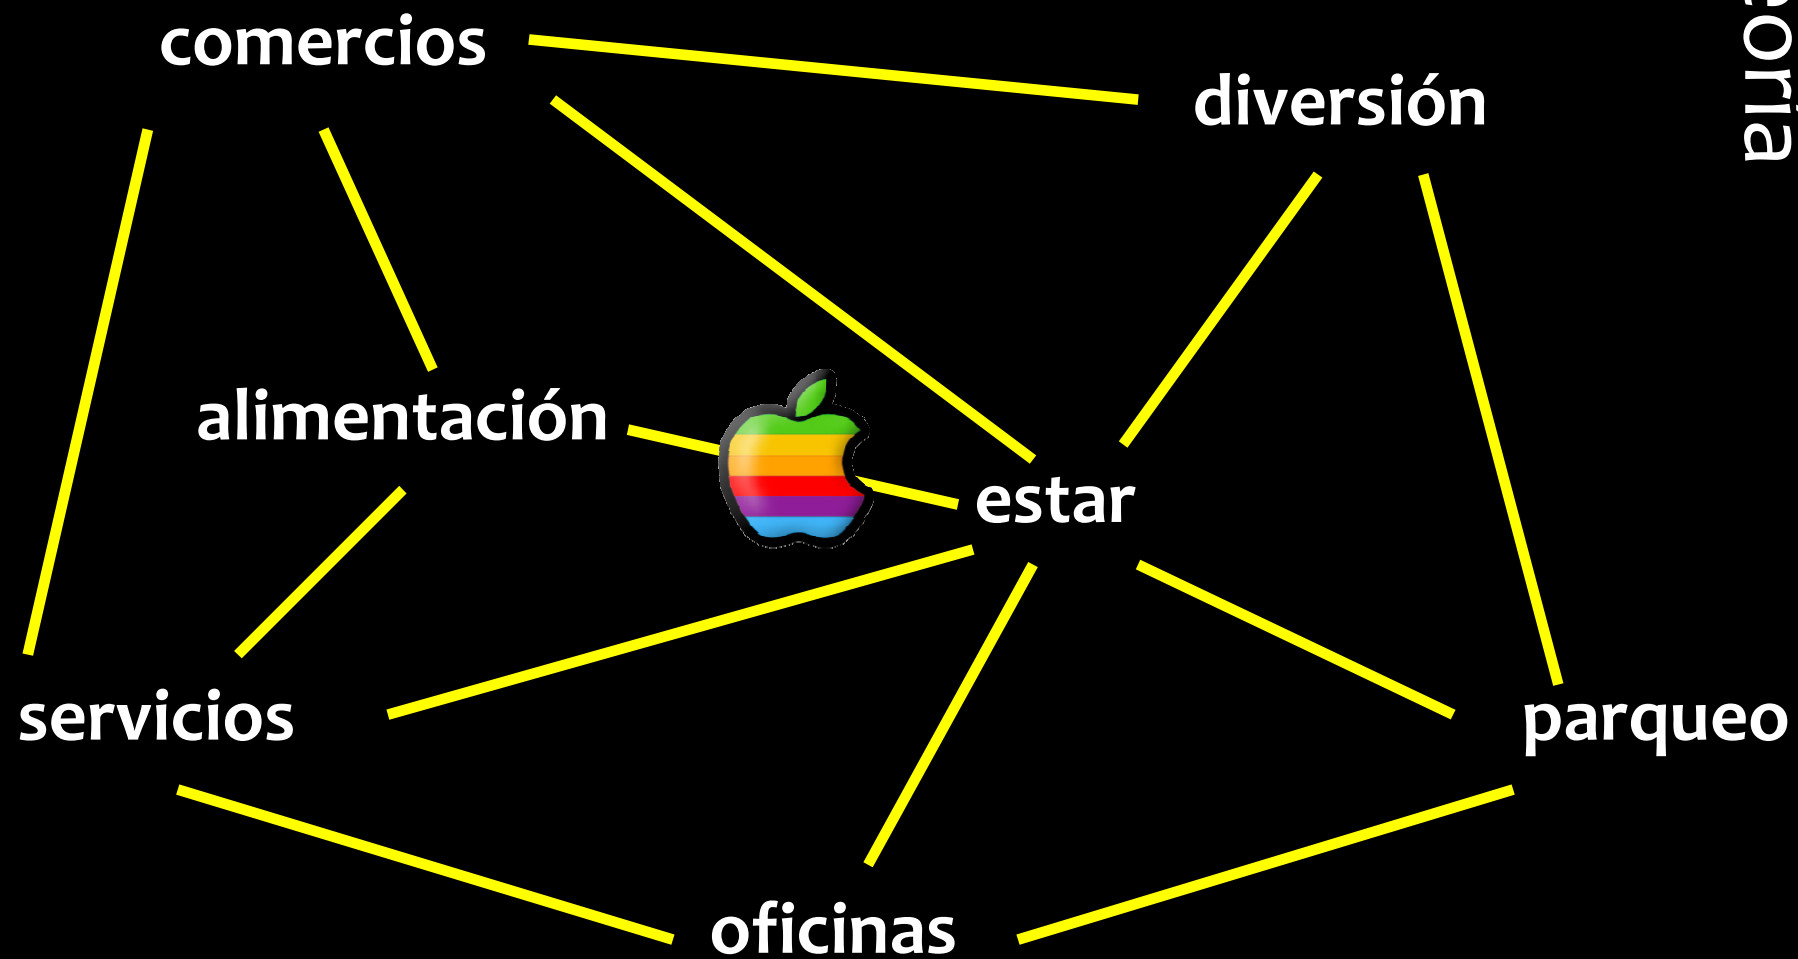 comercios
diversión
alimentación
estar
servicios
parqueo
oficinas